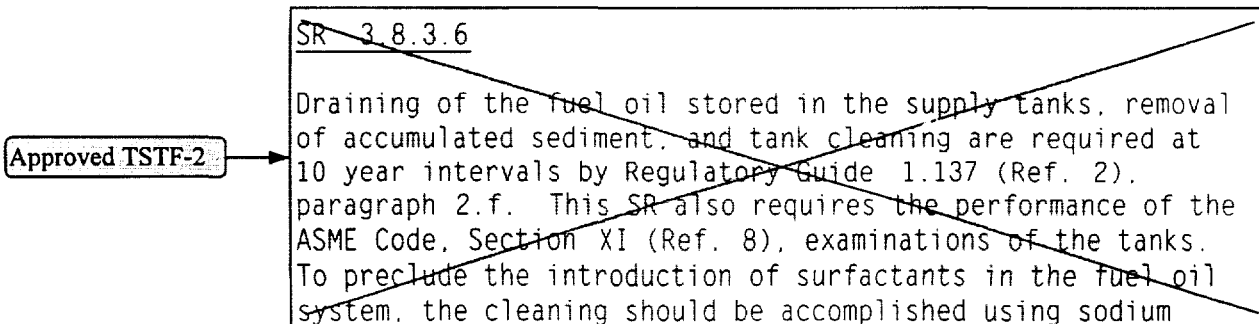 SR 3.8.3.6
Draining of the fuel oil stored in the supply tanks, removal
of accumulated sediment, and tank cleaning are required at
Approved TSTF-2
10 year intervals by Regulatory Guide 1.137 (Ref. 2),
paragraph 2.f. This SR also requires the performance of the
ASME Code, Section XI (Ref. 8), examinations of the tanks.
To preclude the introduction of surfactants in the fuel oil
system, the cleaning should be accomplished using sodium